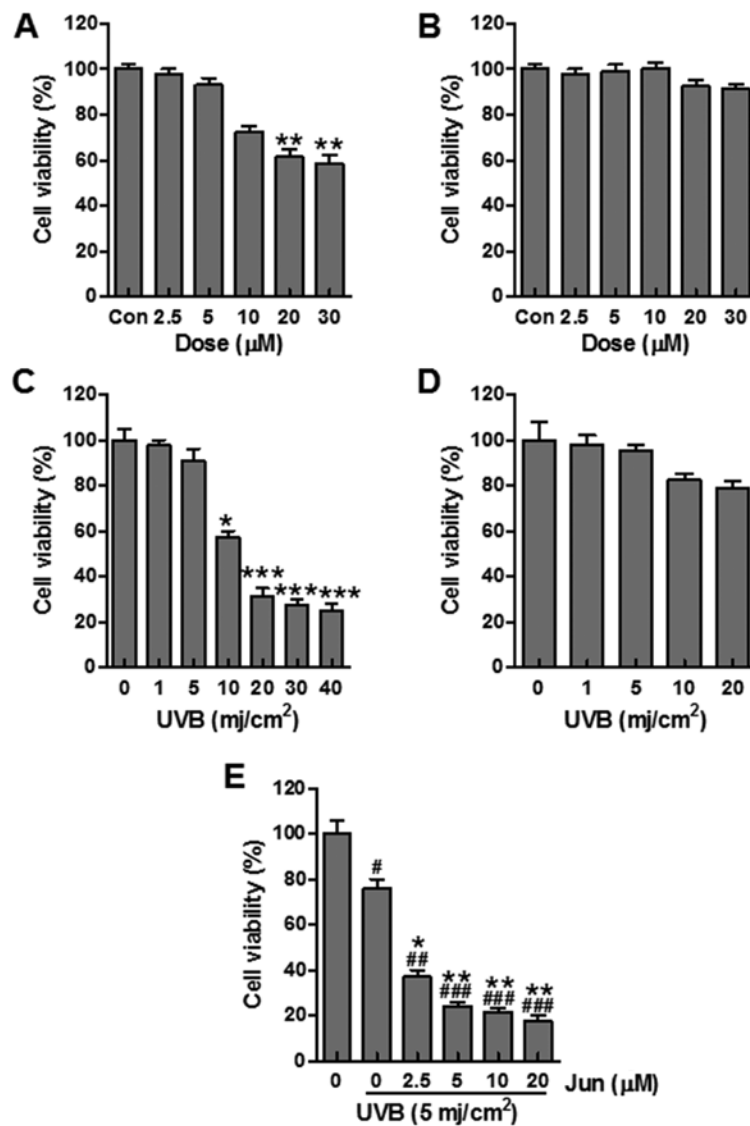 A
Cell viability (%)
120
100
80
60
40
20
0
** **
Con 2.5 5 10 20 30
Dose (µM)
B
Cell viability (%)
120
100
80
60
40
20
0
Con 2.5 5 10 20 30
Dose (µM)
C
Cell viability (%)
120
100
80
60
40
20
0
*
*** *** ***
0 1 5 10 20 30 40
UVB (mj/cm²)
D
Cell viability (%)
120
100
80
60
40
20
0
0 1 5 10 20
UVB (mj/cm²)
E
Cell viability (%)
120
100
80
60
40
20
0
#
* ** ** **
## ### ### ###
0 0 2.5 5 10 20 Jun (µM)
UVB (5 mj/cm²)